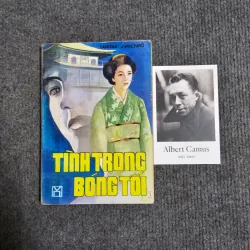 TÌNH TRONG
BÓNG TỐI
Albert Camus